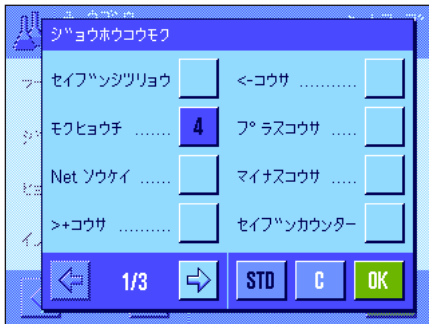 ジョウホウコウモク
セイブンシツリョウ
モクヒョウチ ....... 4
Net ソウケイ ......
>+コウサ ..........
<-コウサ ...........
プラスコウサ .....
マイナスコウサ .....
セイブンカウンター
1/3
STD C OK